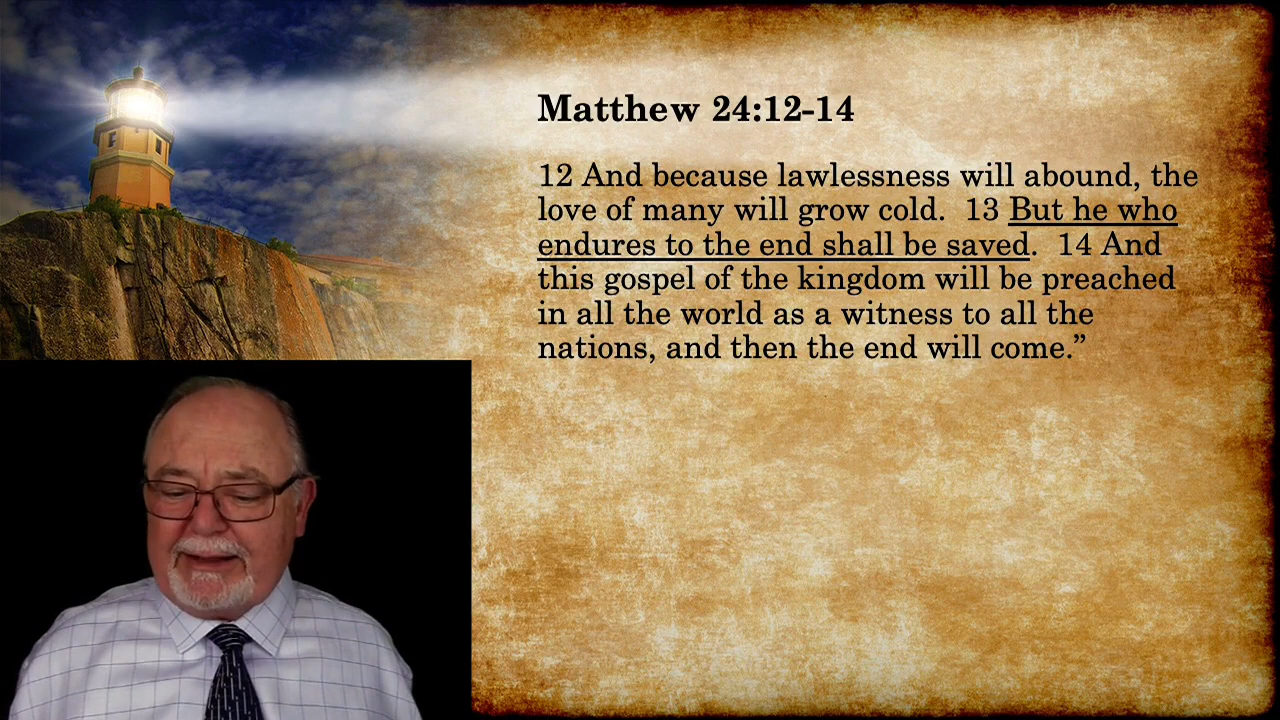 Matthew 24:12-14
12 And because lawlessness will abound, the
love of many will grow cold.  13 But he who
endures to the end shall be saved.  14 And
this gospel of the kingdom will be preached
in all the world as a witness to all the
nations, and then the end will come.”